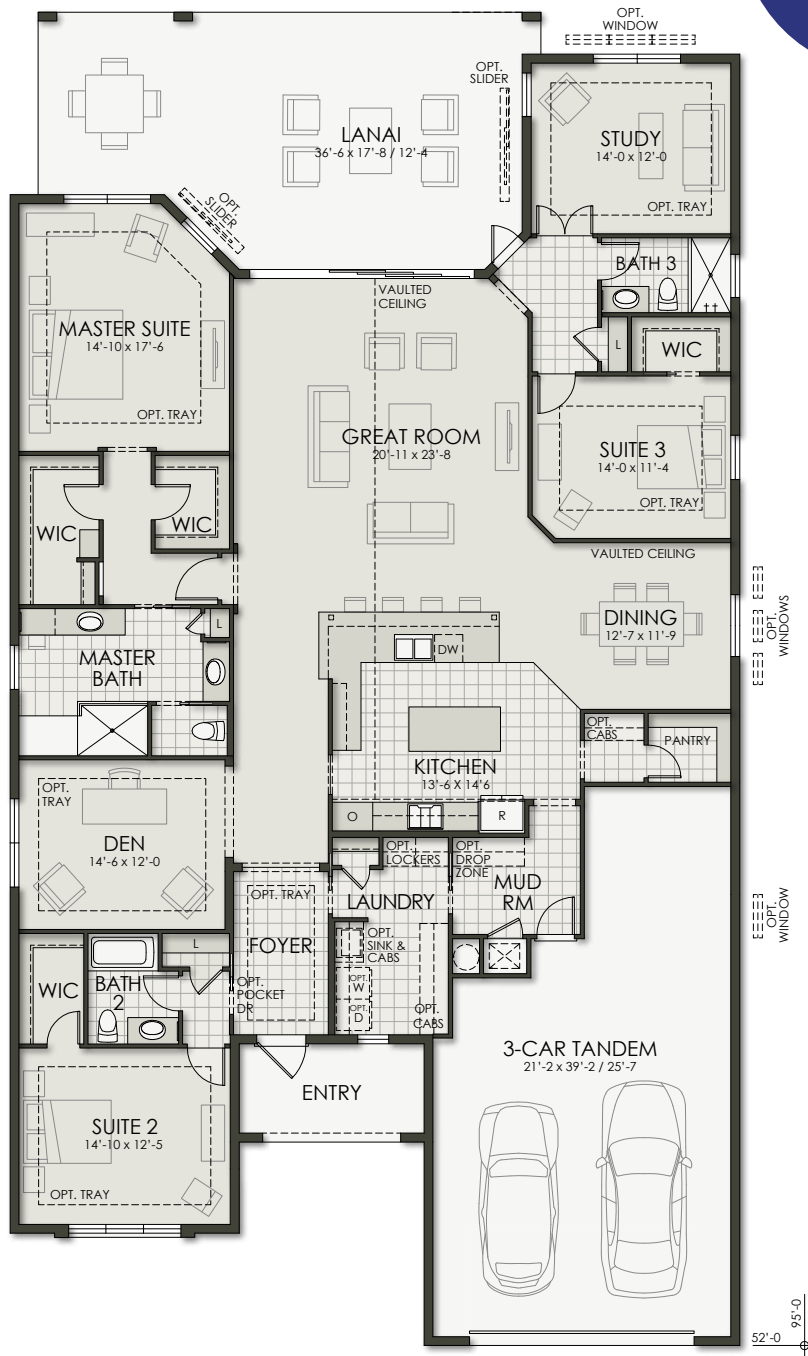 OPT.
WINDOW
OPT.
SLIDER
LANAI
36'-6 x 17'-8 / 12'-4
STUDY
14'-0 x 12'-0
OPT. TRAY
OPT.
SLIDER
BATH 3
VAULTED
CEILING
MASTER SUITE
14'-10 x 17'-6
OPT. TRAY
L
WIC
GREAT ROOM
20'-11 x 23'-8
SUITE 3
14'-0 x 11'-4
OPT. TRAY
WIC
WIC
VAULTED CEILING
OPT.
WINDOWS
DINING
12'-7 x 11'-9
L
DW
MASTER
BATH
OPT.
CABS
PANTRY
KITCHEN
13'-6 X 14'6
OPT.
TRAY
O
R
DEN
14'-6 x 12'-0
OPT.
LOCKERS
OPT.
DROP
ZONE
MUD
RM
OPT.
WINDOW
OPT. TRAY
LAUNDRY
FOYER
OPT.
SINK &
CABS
L
WIC
BATH
2
OPT.
POCKET
DR
OPT.
W
OPT.
D
OPT.
CABS
3-CAR TANDEM
21'-2 x 39'-2 / 25'-7
ENTRY
SUITE 2
14'-10 x 12'-5
OPT. TRAY
95'-0
52'-0